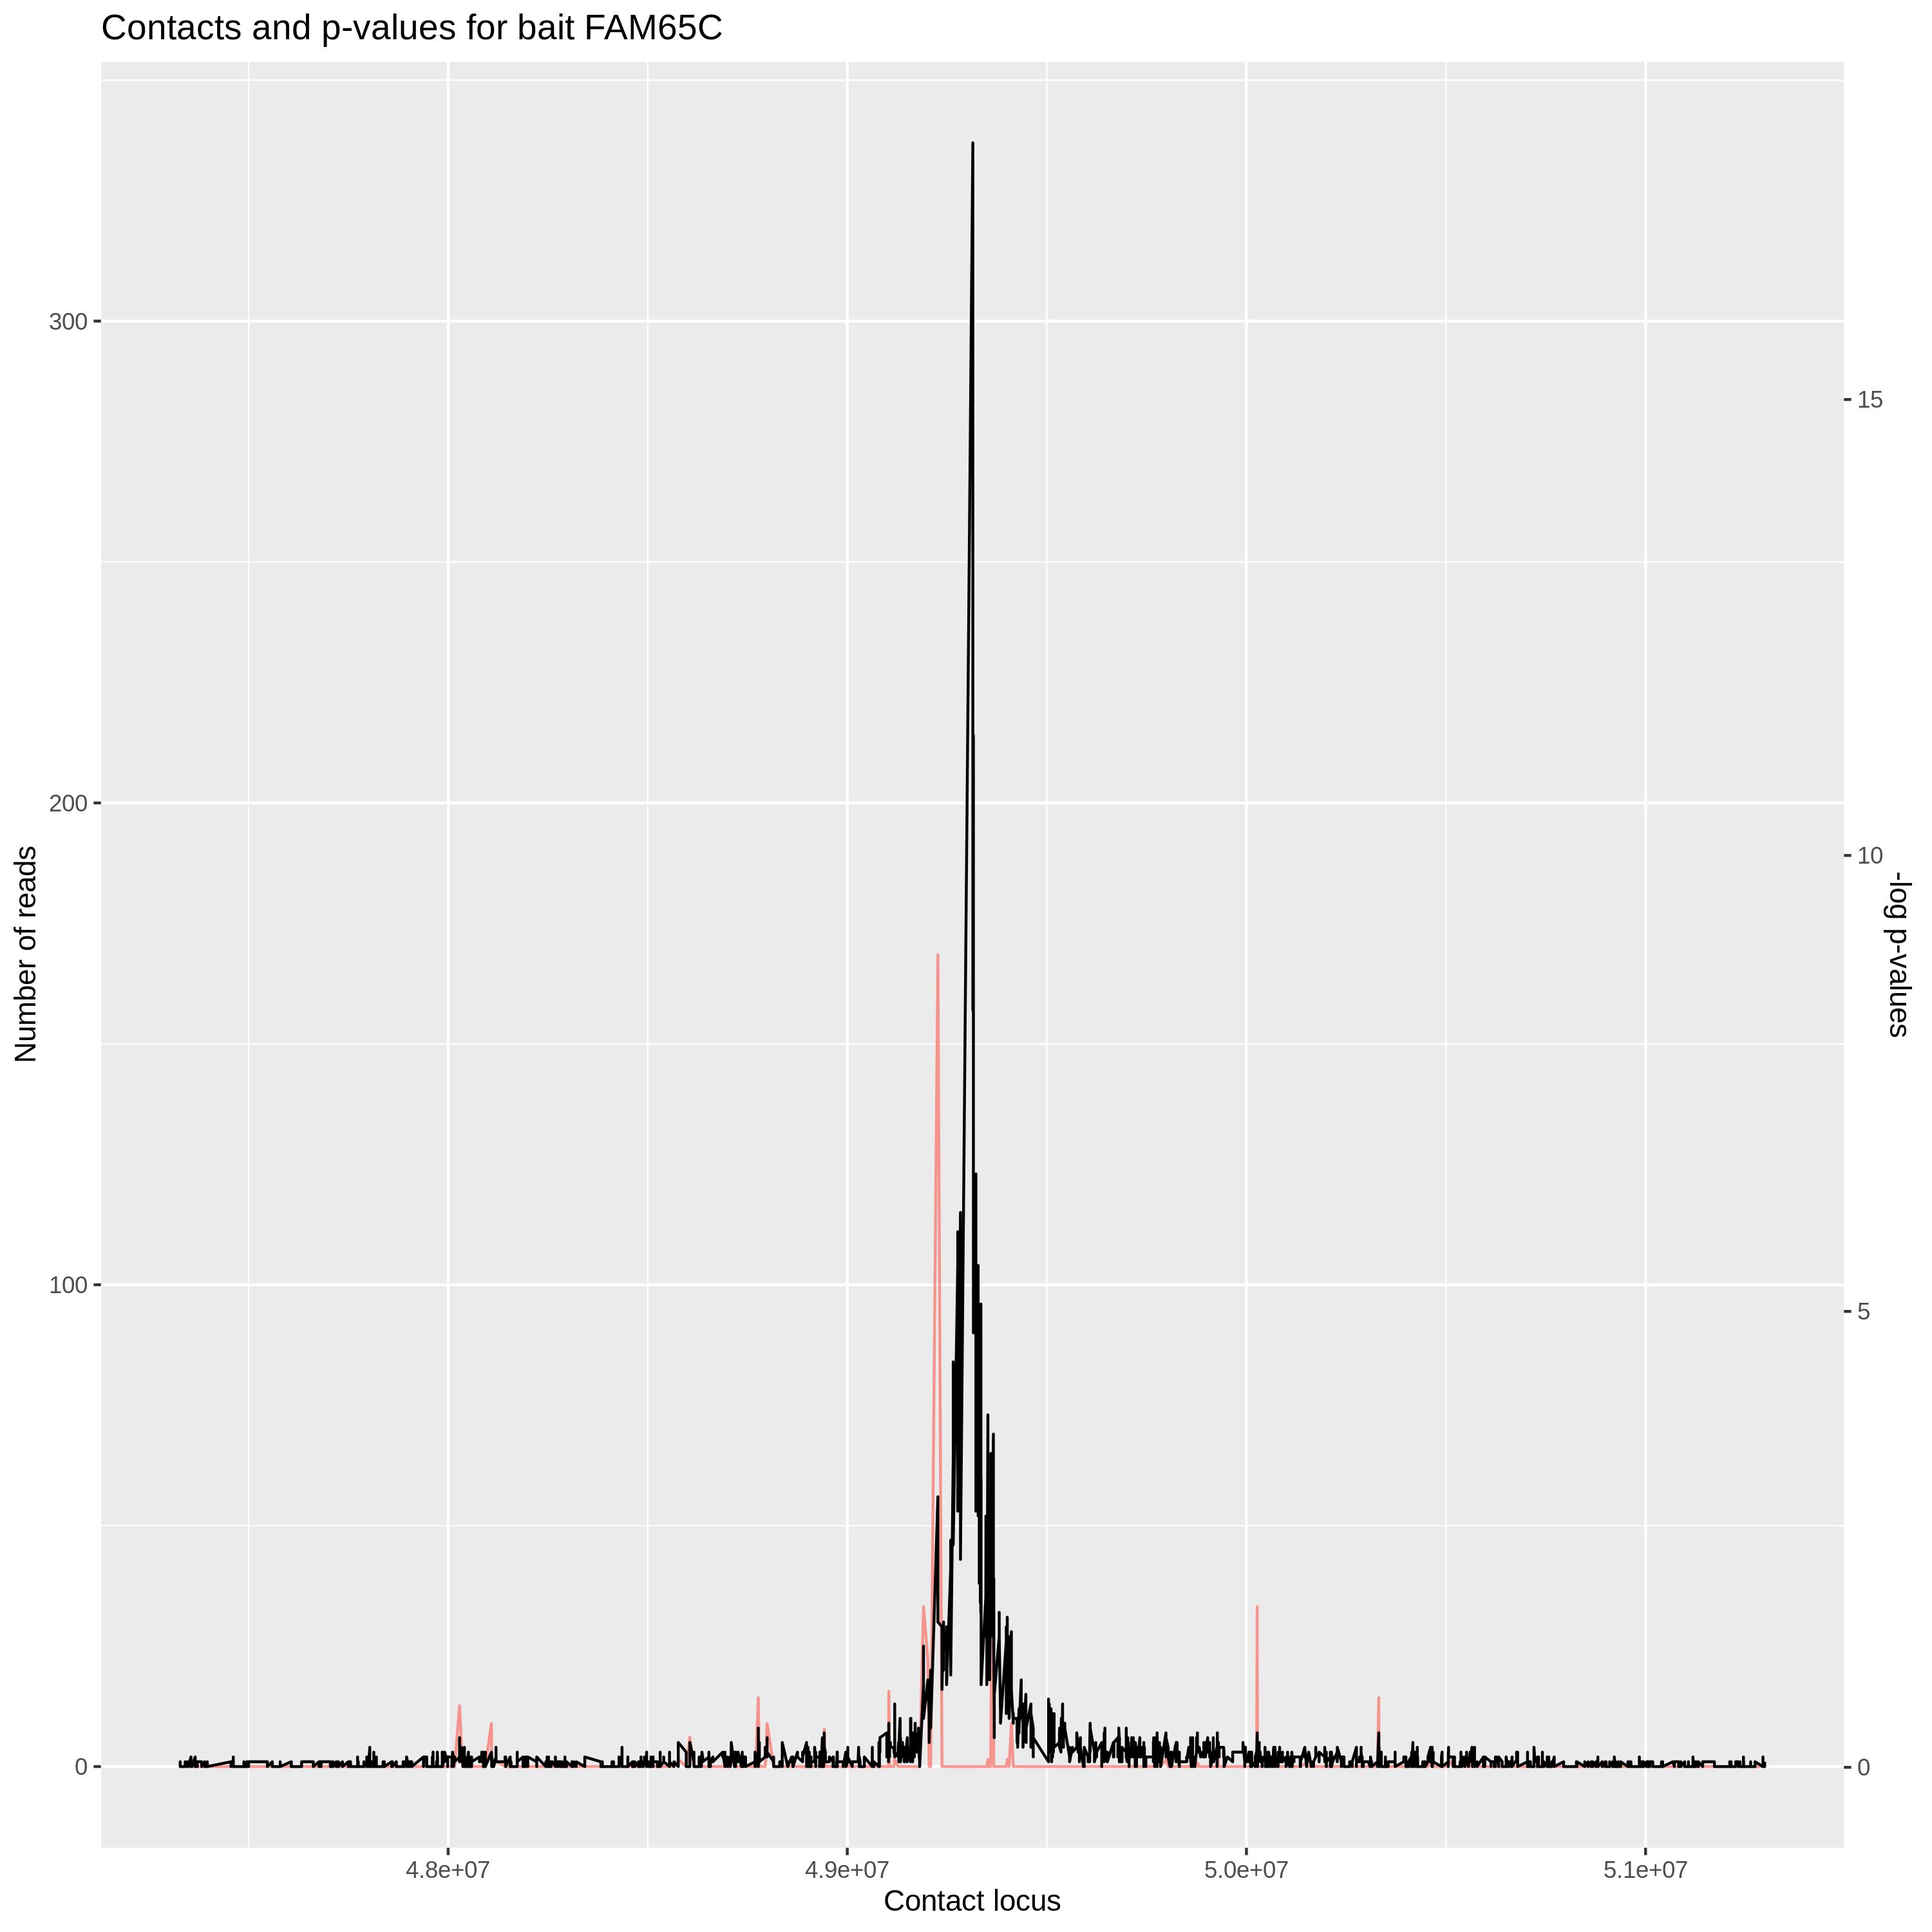 Contacts and p-values for bait FAM65C
300
200
100
0
Number of reads
15
10
5
0
-log p-values
4.8e+07
4.9e+07
5.0e+07
5.1e+07
Contact locus